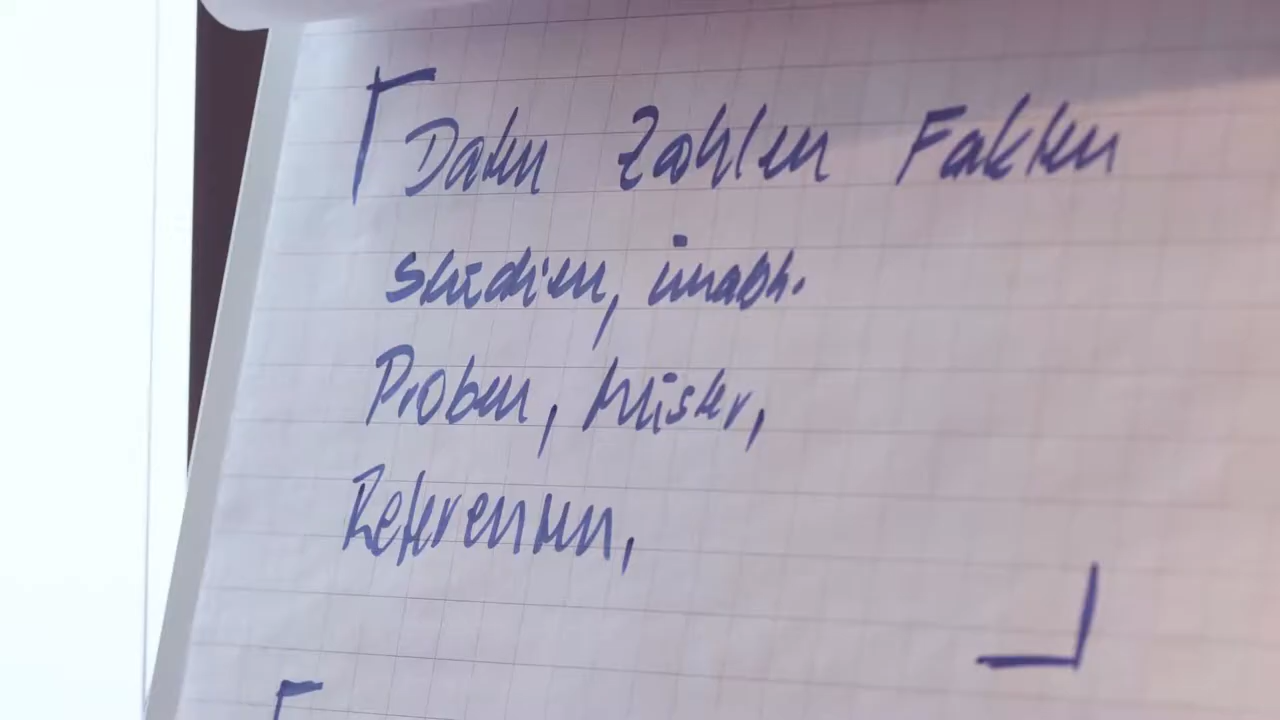 Daten Zahlen Fakten
Studien, unabh.
Proben, Muster,
Referenzen,